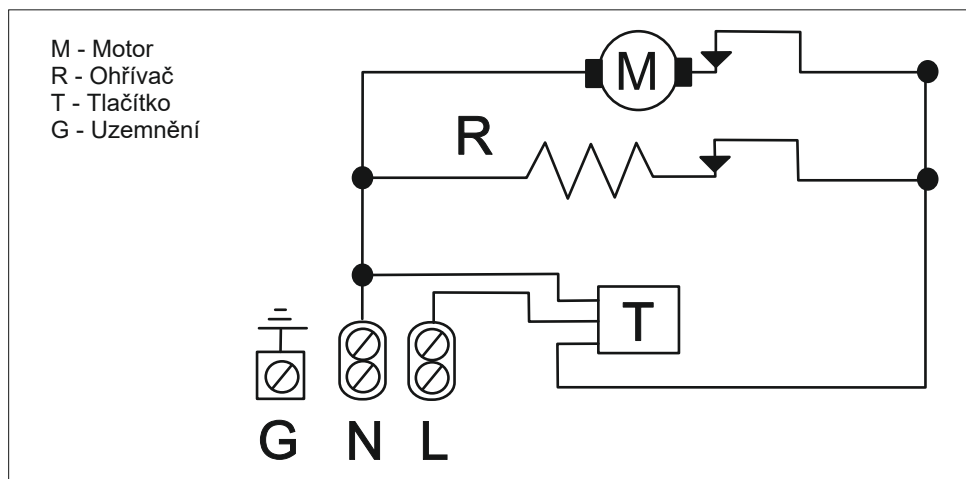 M - Motor
R - Ohřívač
T - Tlačítko
G - Uzemnění
M
R
T
G N L